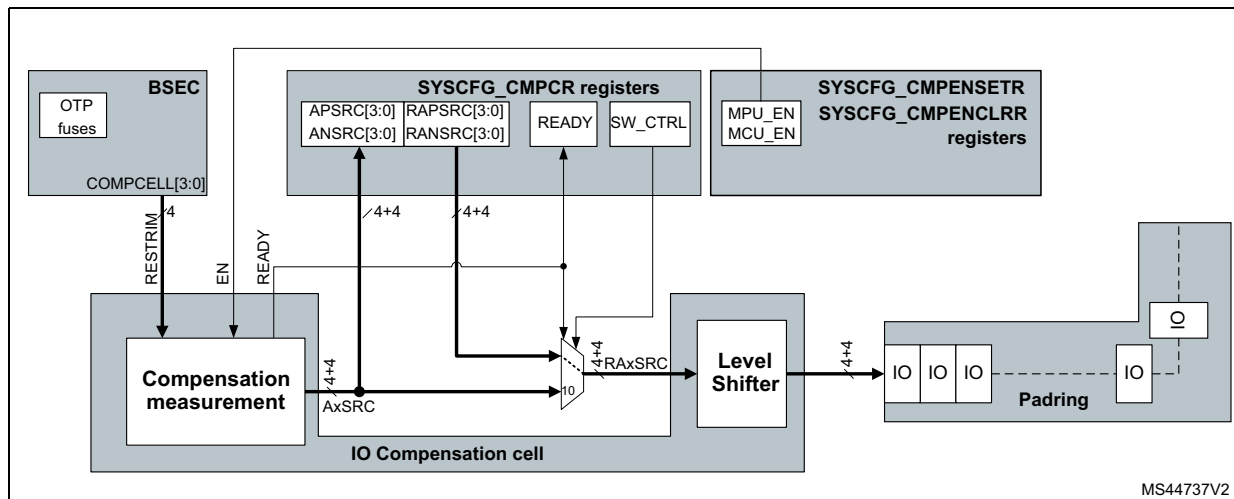 BSEC
OTP
fuses
COMPCELL[3:0]
SYSCFG_CMPCR registers
APSRC[3:0]
ANSRC[3:0]
RAPSRC[3:0]
RANSRC[3:0]
READY
SW_CTRL
SYSCFG_CMPENSETR
SYSCFG_CMPENCLRR
registers
MPU_EN
MCU_EN
4
4+4
4+4
RESTRIM
EN
READY
Compensation
measurement
4+4
AxSRC
10
4+4
RAxSRC
Level
Shifter
4+4
IO
IO
IO
IO
IO
Padring
IO Compensation cell
MS44737V2